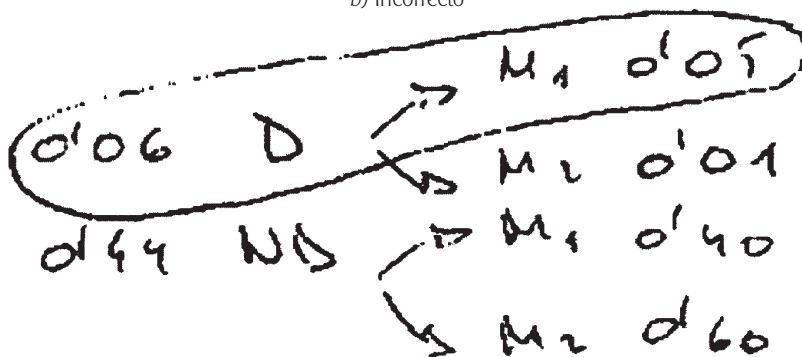 b) Incorrecto
M₁ 0'05
0'06 D
M₂ 0'01
0'44 ND M₁ 0'40
M₂ 0'60